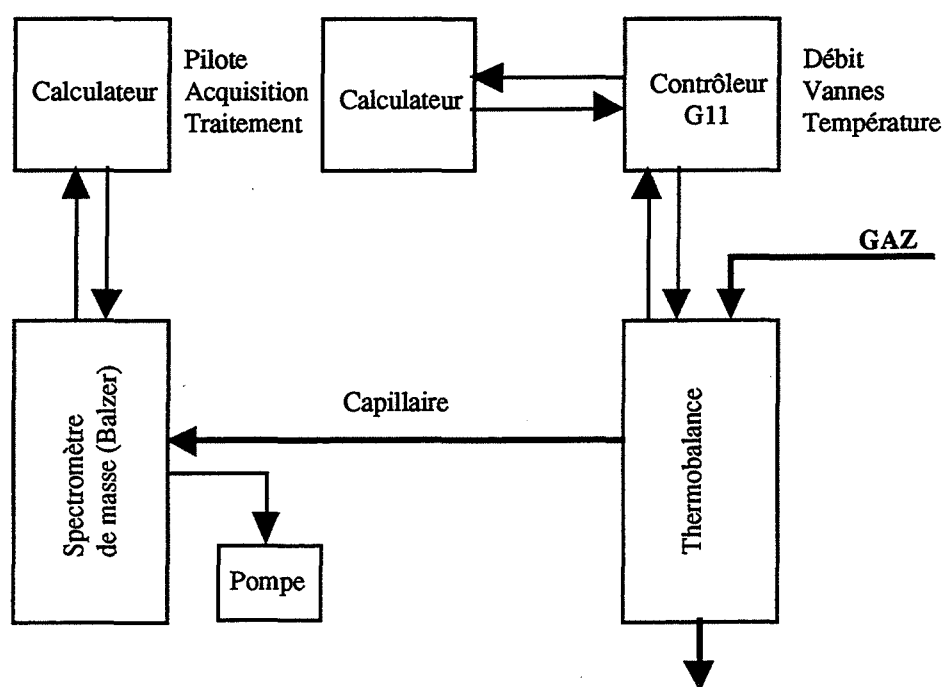 Calculateur
Pilote
Acquisition
Traitement
Calculateur
Contrôleur
G11
Débit
Vannes
Température
GAZ
Capillaire
Spectromètre
de masse (Balzer)
Thermobalance
Pompe